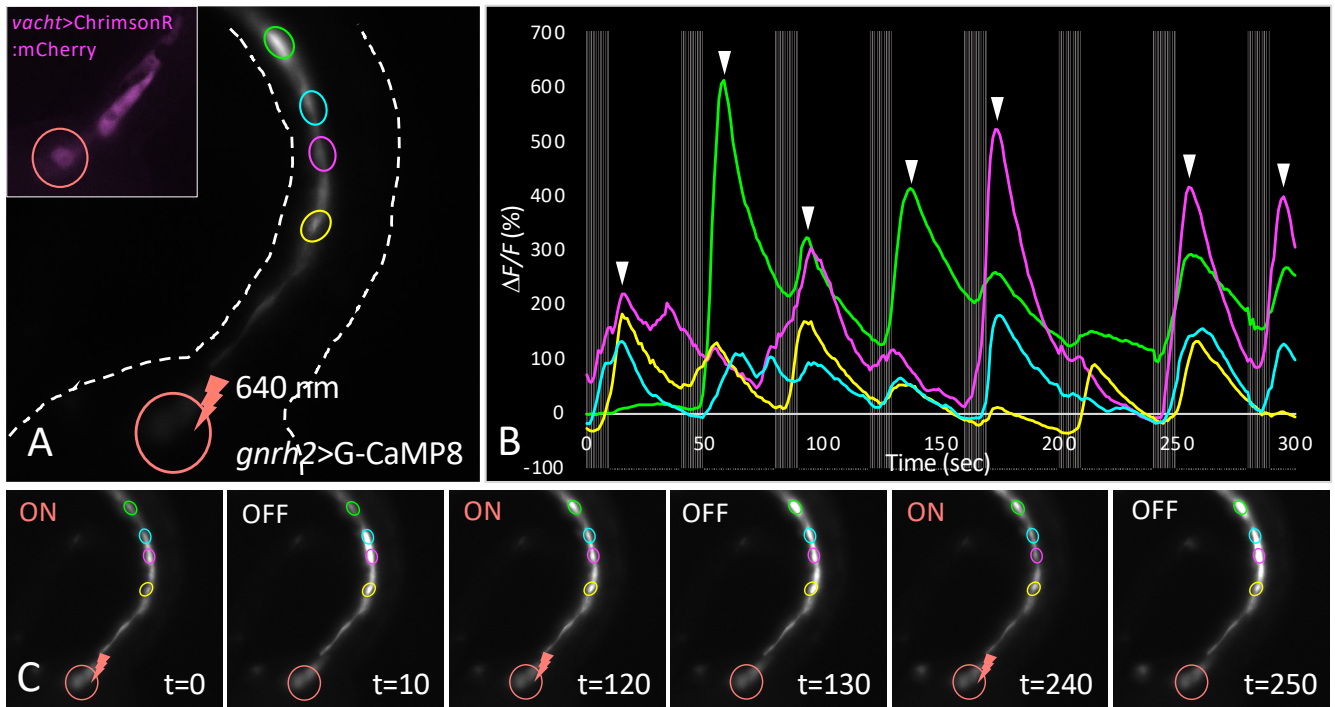 vacht>ChrimsonR
:mCherry
640 nm
gnrh2>G-CaMP8
A
700
600
500
400
300
200
100
0
-100
ΔF/F (%)
0
50
100
150
200
250
300
Time (sec)
B
ON
t=0
OFF
t=10
ON
t=120
OFF
t=130
ON
t=240
OFF
t=250
C